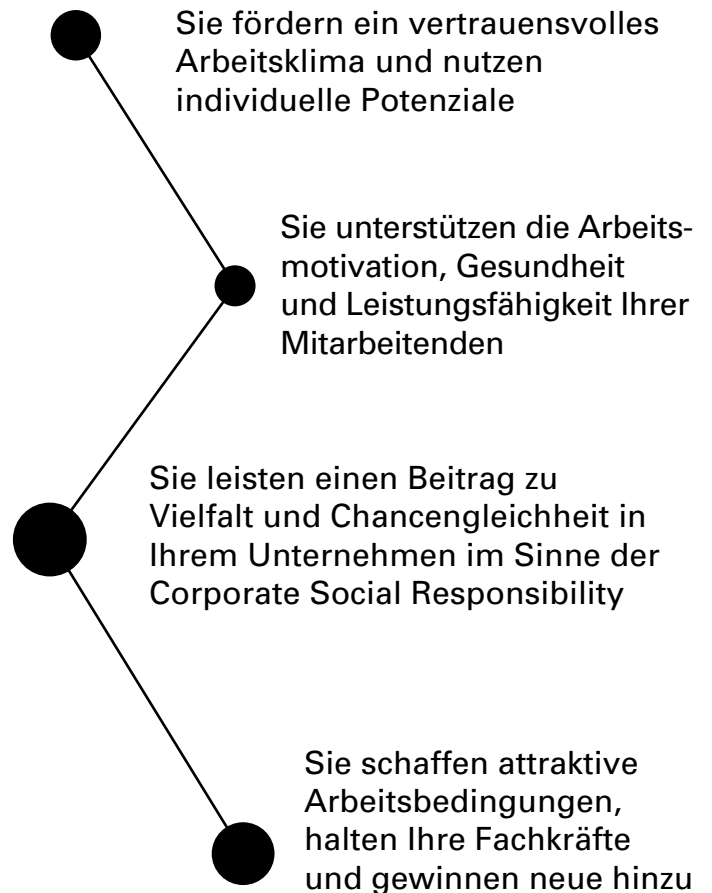 Sie fördern ein vertrauensvolles
Arbeitsklima und nutzen
individuelle Potenziale
Sie unterstützen die Arbeits-
motivation, Gesundheit
und Leistungsfähigkeit Ihrer
Mitarbeitenden
Sie leisten einen Beitrag zu
Vielfalt und Chancengleichheit in
Ihrem Unternehmen im Sinne der
Corporate Social Responsibility
Sie schaffen attraktive
Arbeitsbedingungen,
halten Ihre Fachkräfte
und gewinnen neue hinzu